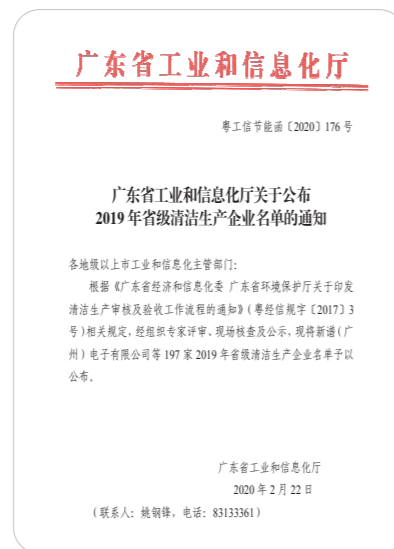 广东省工业和信息化厅
粤工信节能函〔2020〕176号
广东省工业和信息化厅关于公布
2019年省级清洁生产企业名单的通知
各地级以上市工业和信息化主管部门：
根据《广东省经济和信息化委 广东省环境保护厅关于印发
清洁生产审核及验收工作流程的通知》（粤经信规字〔2017〕3
号）相关规定，经组织专家评审、现场核查及公示，现将新谱（广
州）电子有限公司等197家2019年省级清洁生产企业名单予以
公布。
广东省工业和信息化厅
2020年2月22日
（联系人：姚钢锋，电话：83133361）